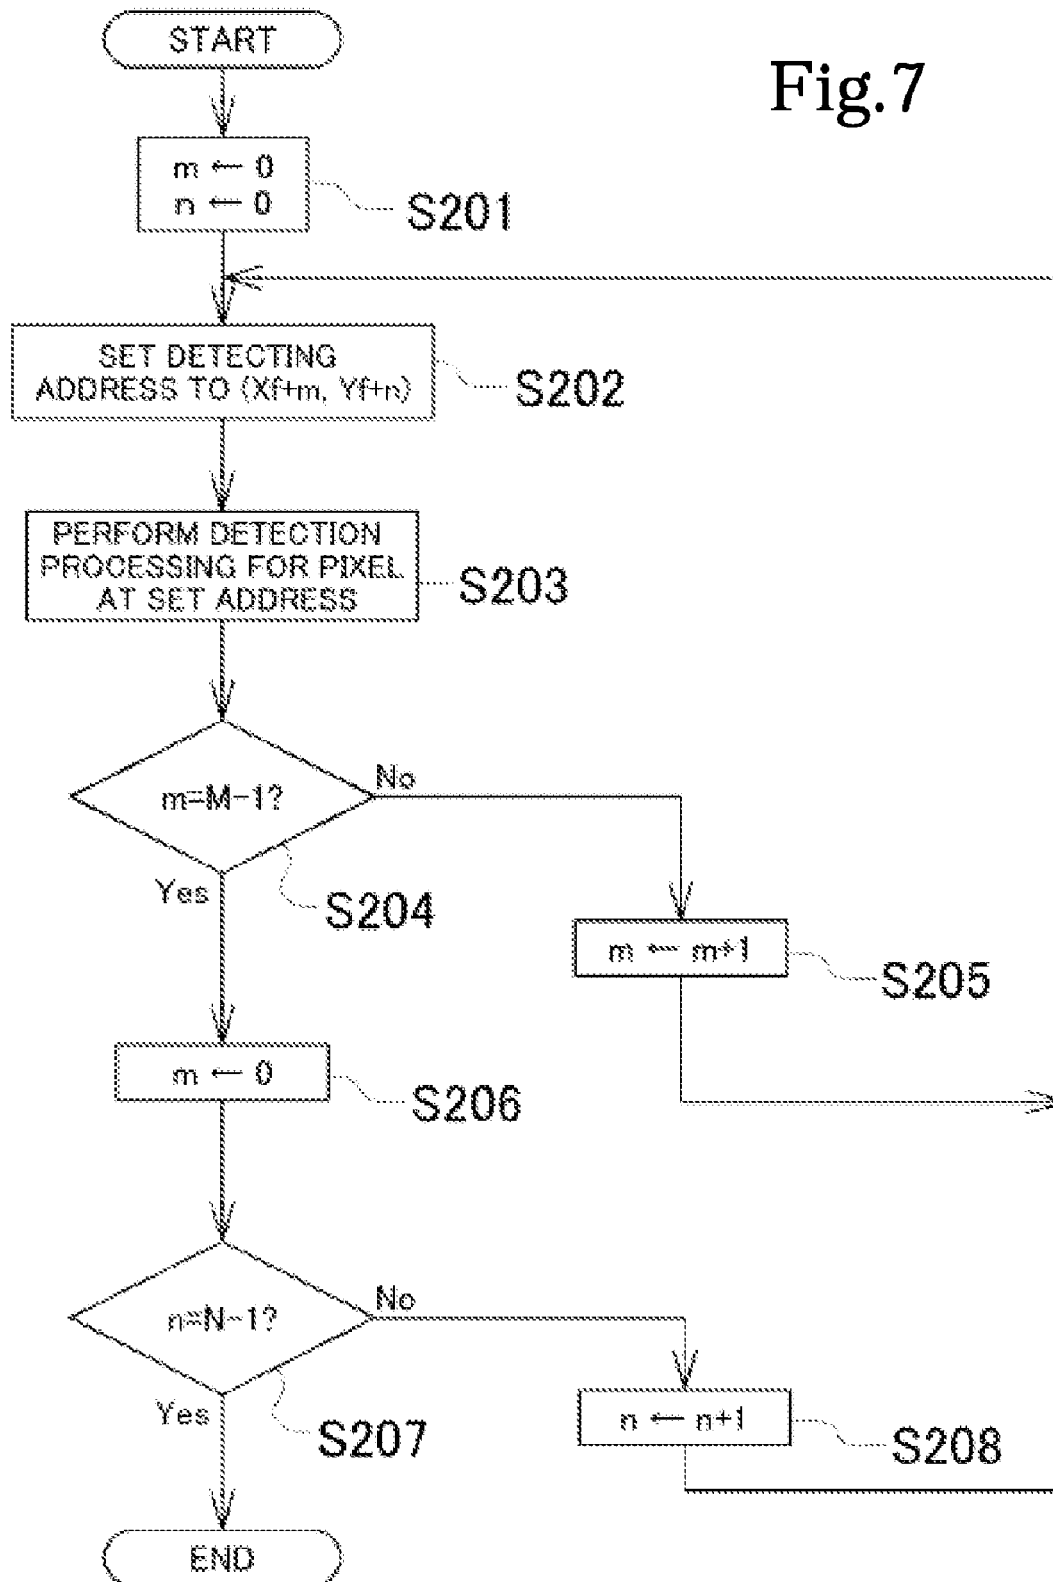 START
Fig.7
m ← 0
n ← 0
S201
SET DETECTING
ADDRESS TO (Xf+m, Yf+n)
S202
PERFORM DETECTION
PROCESSING FOR PIXEL
AT SET ADDRESS
S203
m=M-1?
No
Yes
S204
m ← m+1
S205
m ← 0
S206
n=N-1?
No
Yes
S207
n ← n+1
S208
END